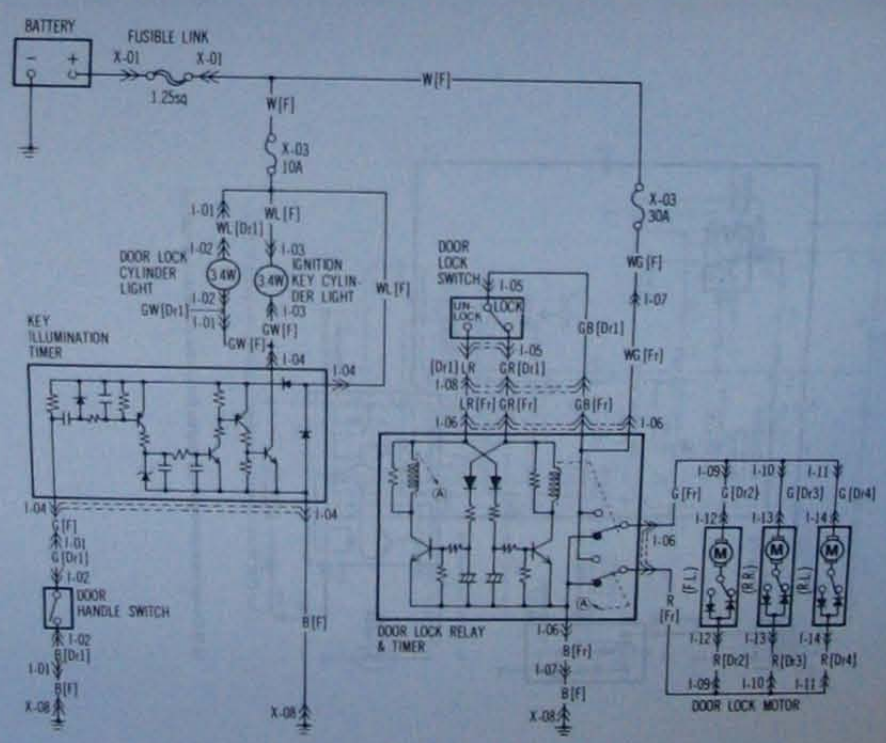 BATTERY
FUSIBLE LINK
X-01
X-01
-
+
1.25sq
W[F]
W[F]
X-03
10A
X-03
30A
I-01
WL[F]
WL[Dr1]
I-02
I-03
DOOR LOCK
CYLINDER
LIGHT
3.4W
3.4W
IGNITION
KEY CYLIN-
DER LIGHT
WL[F]
I-02
GW[Dr1]
I-01
I-03
GW[F]
GW[F]
I-04
DOOR
LOCK
SWITCH
I-05
UN-
LOCK
LOCK
WG[F]
I-07
GB[Dr1]
WG[Fr]
I-05
[Dr1]LR
GR[Dr1]
I-08
LR[Fr]
GR[Fr]
GB[Fr]
I-06
I-06
KEY
ILLUMINATION
TIMER
I-04
I-04
I-04
G[F]
I-01
G[Dr1]
I-02
DOOR
HANDLE SWITCH
I-02
B[Dr1]
I-01
B[F]
X-08
B[F]
X-08
(A)
(A)
I-06
DOOR LOCK RELAY
& TIMER
I-06
B[Fr]
I-07
B[F]
X-08
G[Fr]
R
[Fr]
I-09
I-10
I-11
G[Dr2]
G[Dr3]
G[Dr4]
I-12
I-13
I-14
M
M
M
(F.L.)
(R.R.)
(R.L.)
I-12
I-13
I-14
R[Dr2]
R[Dr3]
R[Dr4]
I-09
I-10
I-11
DOOR LOCK MOTOR